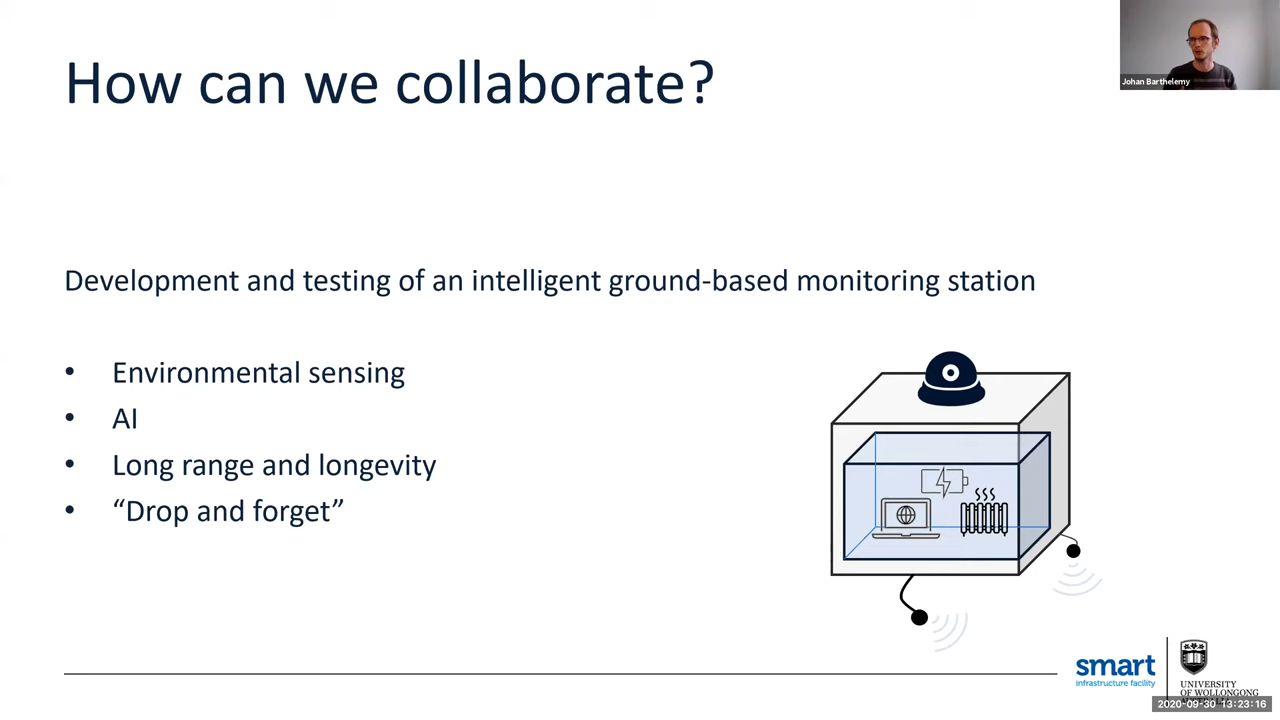 How can we collaborate?
Johan Barthelemy
Development and testing of an intelligent ground-based monitoring station
• Environmental sensing
• AI
• Long range and longevity
• “Drop and forget”
smart
infrastructure facility
UNIVERSITY
OF WOLLONGONG
AUSTRALIA
2020-09-30 13:23:16